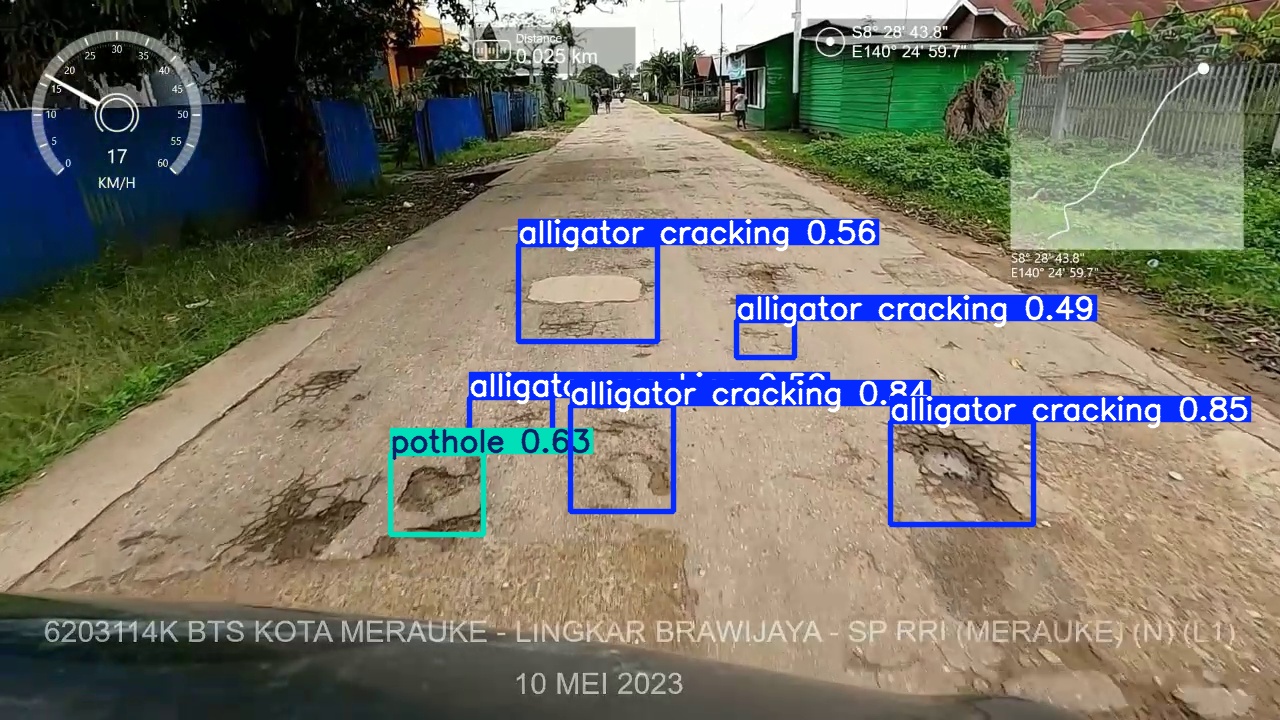 Distance
0.025 km
S8° 28' 43.8"
E140° 24' 59.7"
0
5
10
15
20
25
30
35
40
45
50
55
60
17
KM/H
S8° 28' 43.8"
E140° 24' 59.7"
alligator cracking 0.56
alligator cracking 0.49
alligator cracking 0.84
alligator cracking 0.85
pothole 0.63
6203114K BTS KOTA MERAUKE - LINGKAR BRAWIJAYA - SP RRI (MERAUKE) (N) (L1)
10 MEI 2023